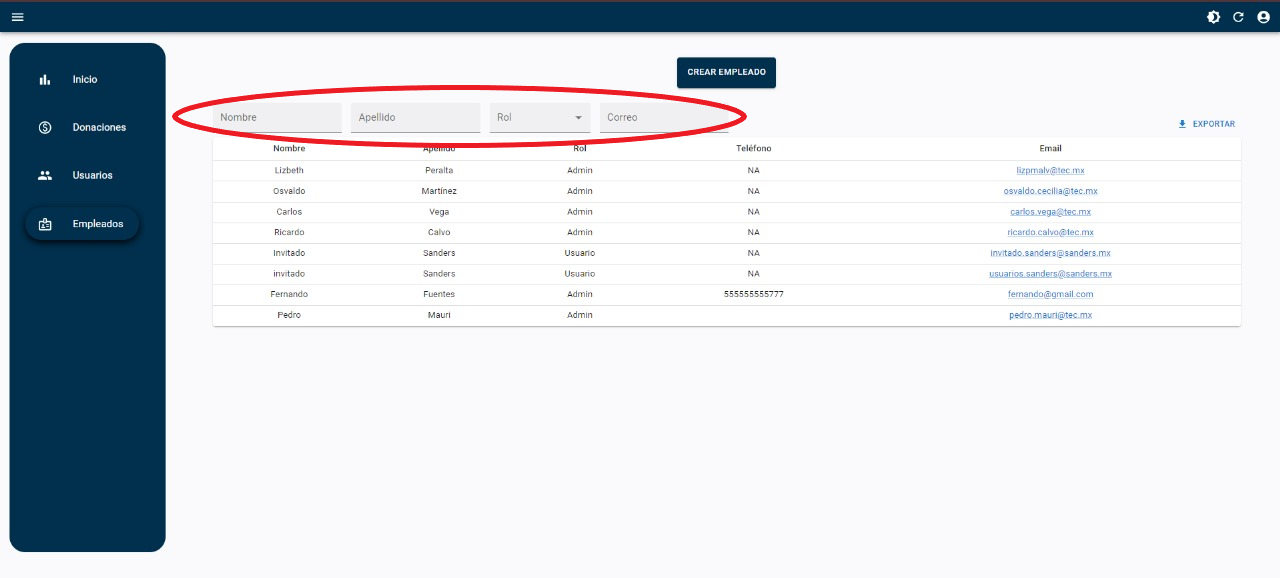 CREAR EMPLEADO
Inicio
Donaciones
Usuarios
Empleados
Nombre Apellido Rol Correo
EXPORTAR
Nombre Apellido Rol Teléfono Email
Lizbeth Peralta Admin NA lizpmalv@tec.mx
Osvaldo Martínez Admin NA osvaldo.cecilia@tec.mx
Carlos Vega Admin NA carlos.vega@tec.mx
Ricardo Calvo Admin NA ricardo.calvo@tec.mx
Invitado Sanders Usuario NA invitado.sanders@sanders.mx
invitado Sanders Usuario NA usuarios.sanders@sanders.mx
Fernando Fuentes Admin 555555555777 fernando@gmail.com
Pedro Mauri Admin pedro.mauri@tec.mx